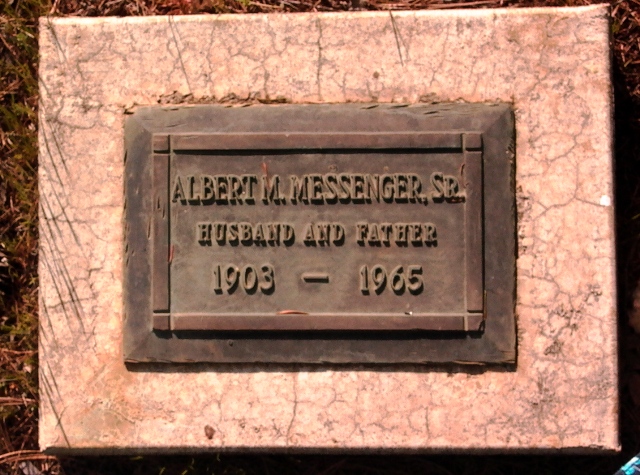 ALBERT M. MESSENGER, SR.
HUSBAND AND FATHER
1903 — 1965